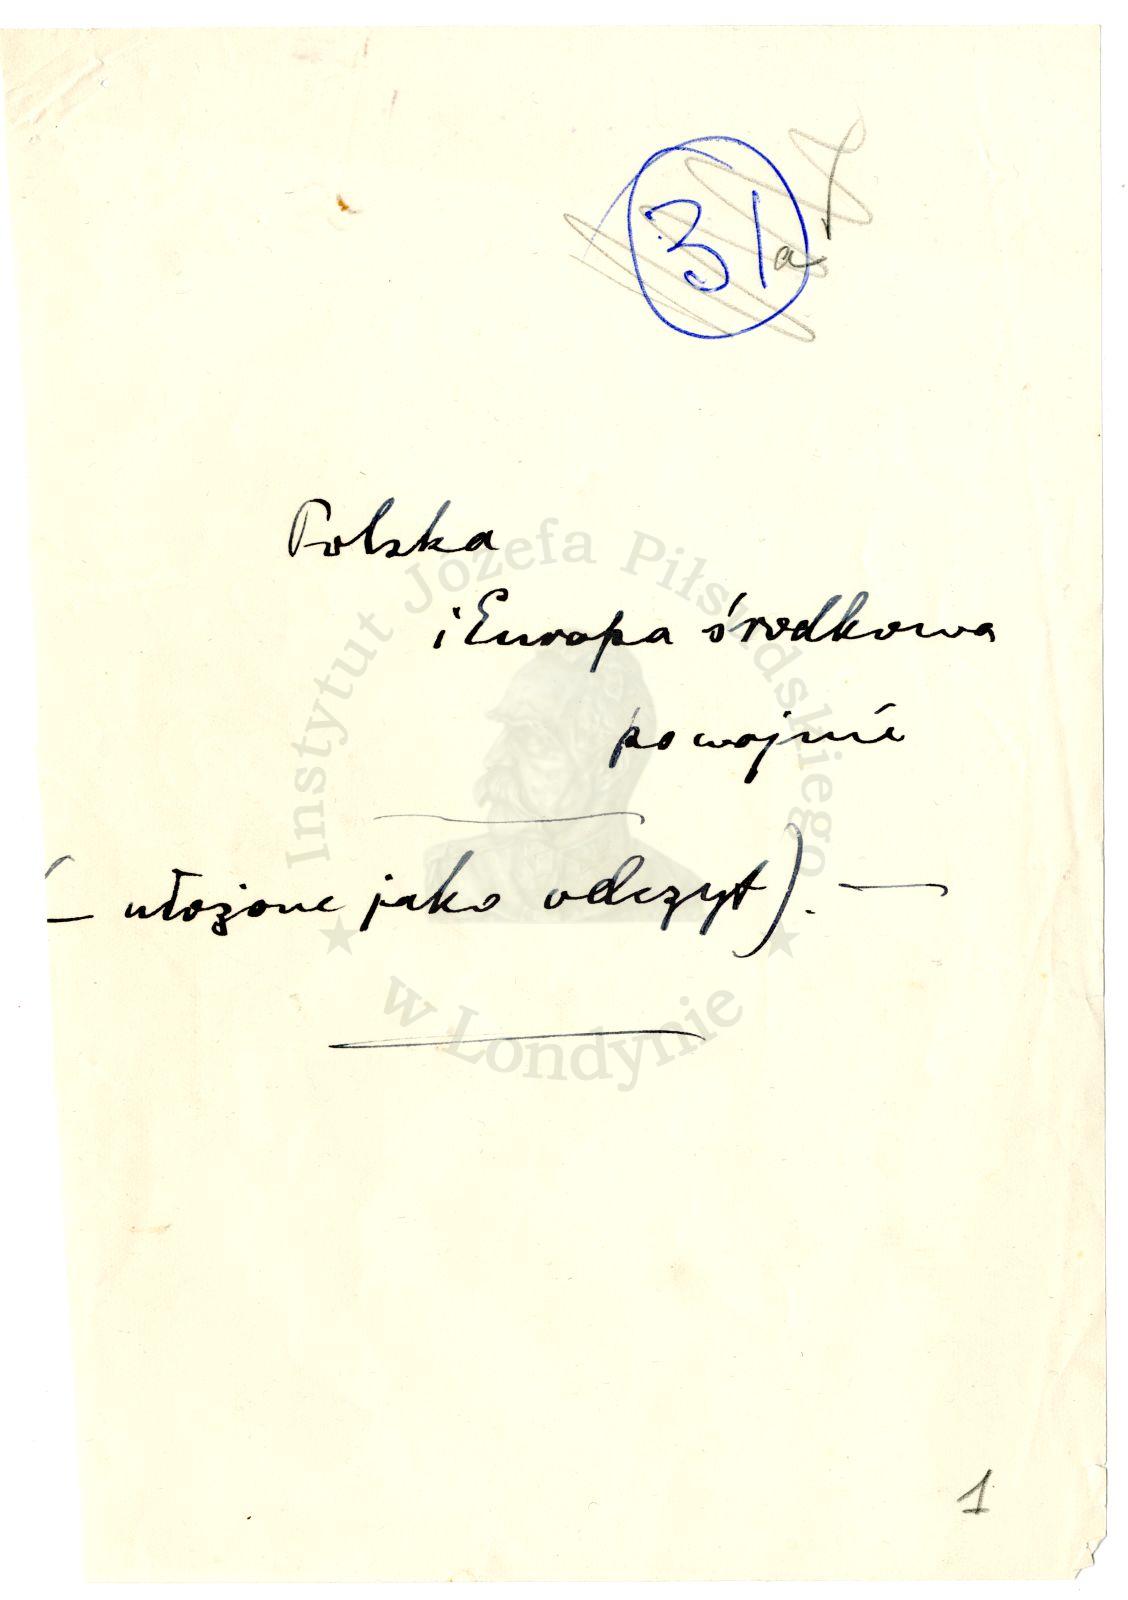 31a
Polska
i Europa środkowa
po wojnie
(– ułożone jako odczyt). –
Instytut Józefa Piłsudskiego
w Londynie
1